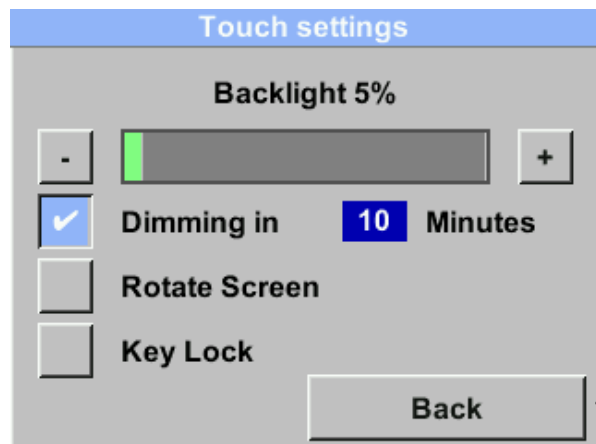 Touch settings
Backlight 5%
- +
Dimming in 10 Minutes
Rotate Screen
Key Lock
Back